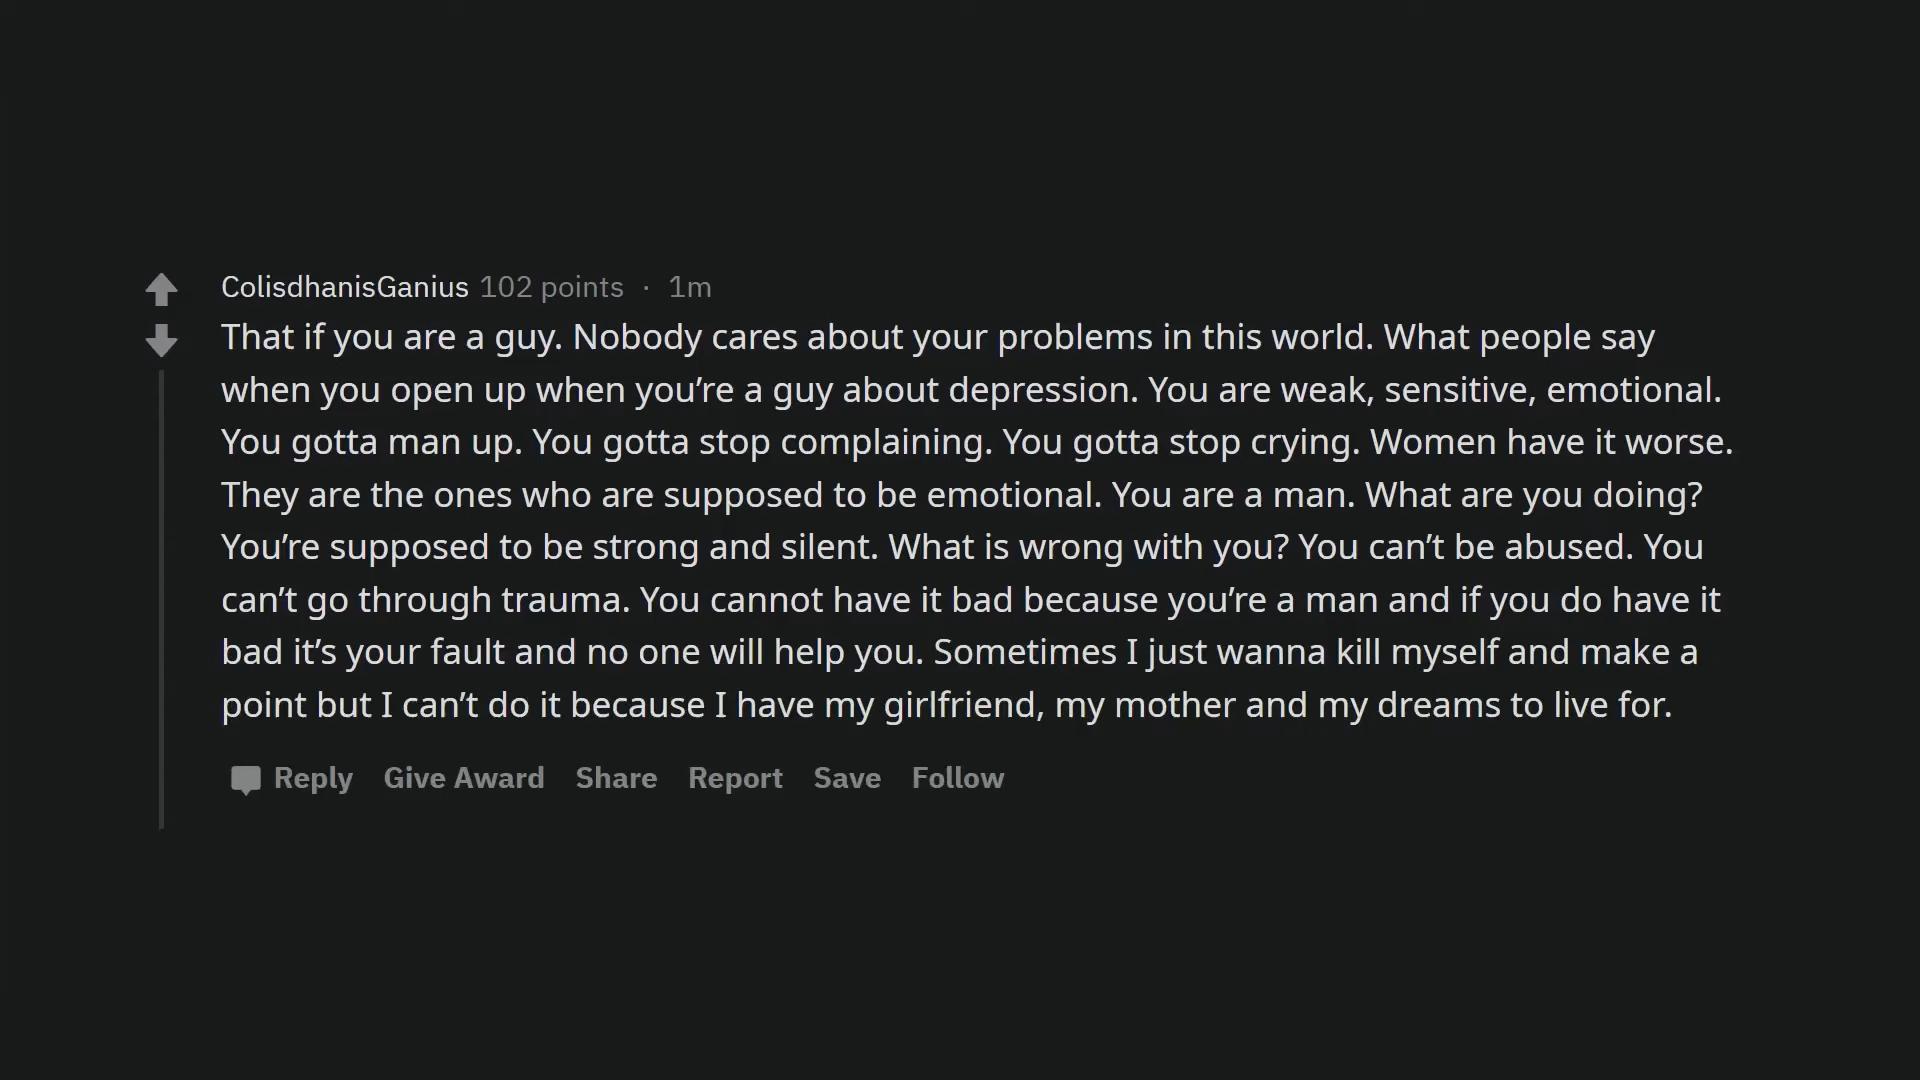 ColisdhanisGanius 102 points · 1m
That if you are a guy. Nobody cares about your problems in this world. What people say
when you open up when you’re a guy about depression. You are weak, sensitive, emotional.
You gotta man up. You gotta stop complaining. You gotta stop crying. Women have it worse.
They are the ones who are supposed to be emotional. You are a man. What are you doing?
You’re supposed to be strong and silent. What is wrong with you? You can’t be abused. You
can’t go through trauma. You cannot have it bad because you’re a man and if you do have it
bad it’s your fault and no one will help you. Sometimes I just wanna kill myself and make a
point but I can’t do it because I have my girlfriend, my mother and my dreams to live for.
Reply Give Award Share Report Save Follow